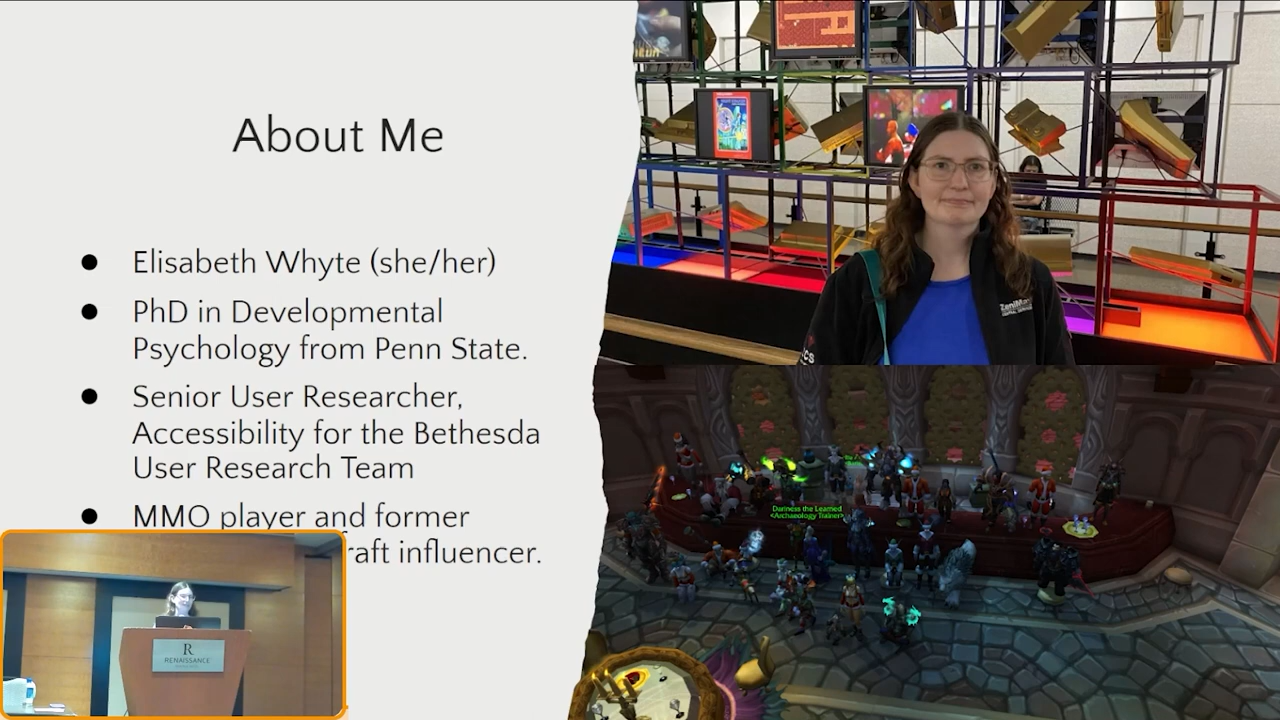 About Me
Elisabeth Whyte (she/her)
PhD in Developmental
Psychology from Penn State.
Senior User Researcher,
Accessibility for the Bethesda
User Research Team
MMO player and former
raft influencer.
Dariness the Learned
<Archaeology Trainer>
R
RENAISSANCE